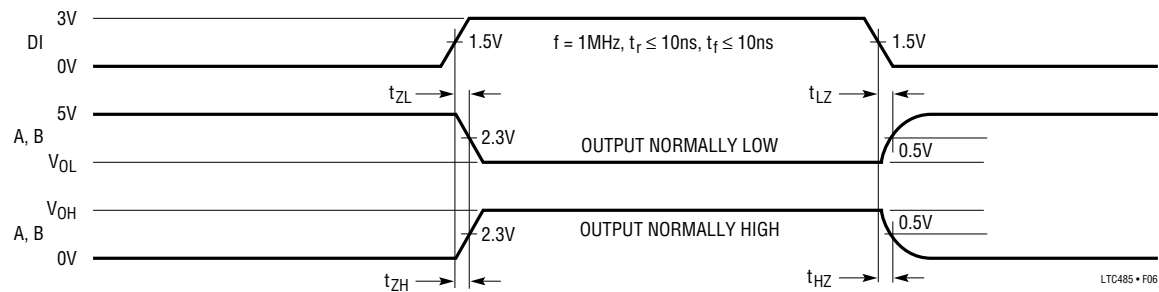 3V
DI
1.5V
f = 1MHz, tr ≤ 10ns, tf ≤ 10ns
1.5V
0V
tZL
tLZ
5V
A, B
2.3V
OUTPUT NORMALLY LOW
0.5V
VOL
VOH
A, B
2.3V
OUTPUT NORMALLY HIGH
0.5V
0V
tZH
tHZ
LTC485 • F06